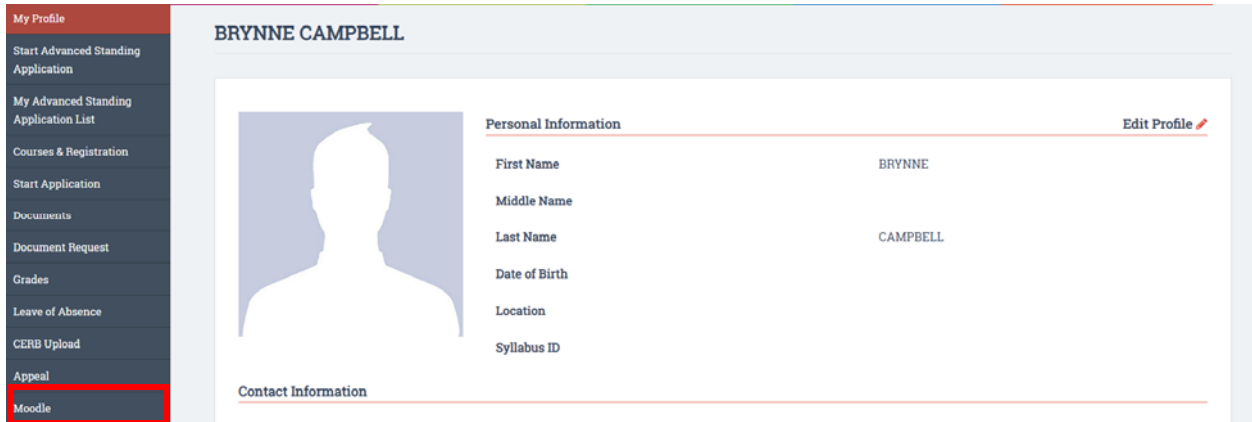 My Profile
Start Advanced Standing
Application
My Advanced Standing
Application List
Courses & Registration
Start Application
Documents
Document Request
Grades
Leave of Absence
CERB Upload
Appeal
Moodle
BRYNNE CAMPBELL
Personal Information
Edit Profile
First Name BRYNNE
Middle Name
Last Name CAMPBELL
Date of Birth
Location
Syllabus ID
Contact Information